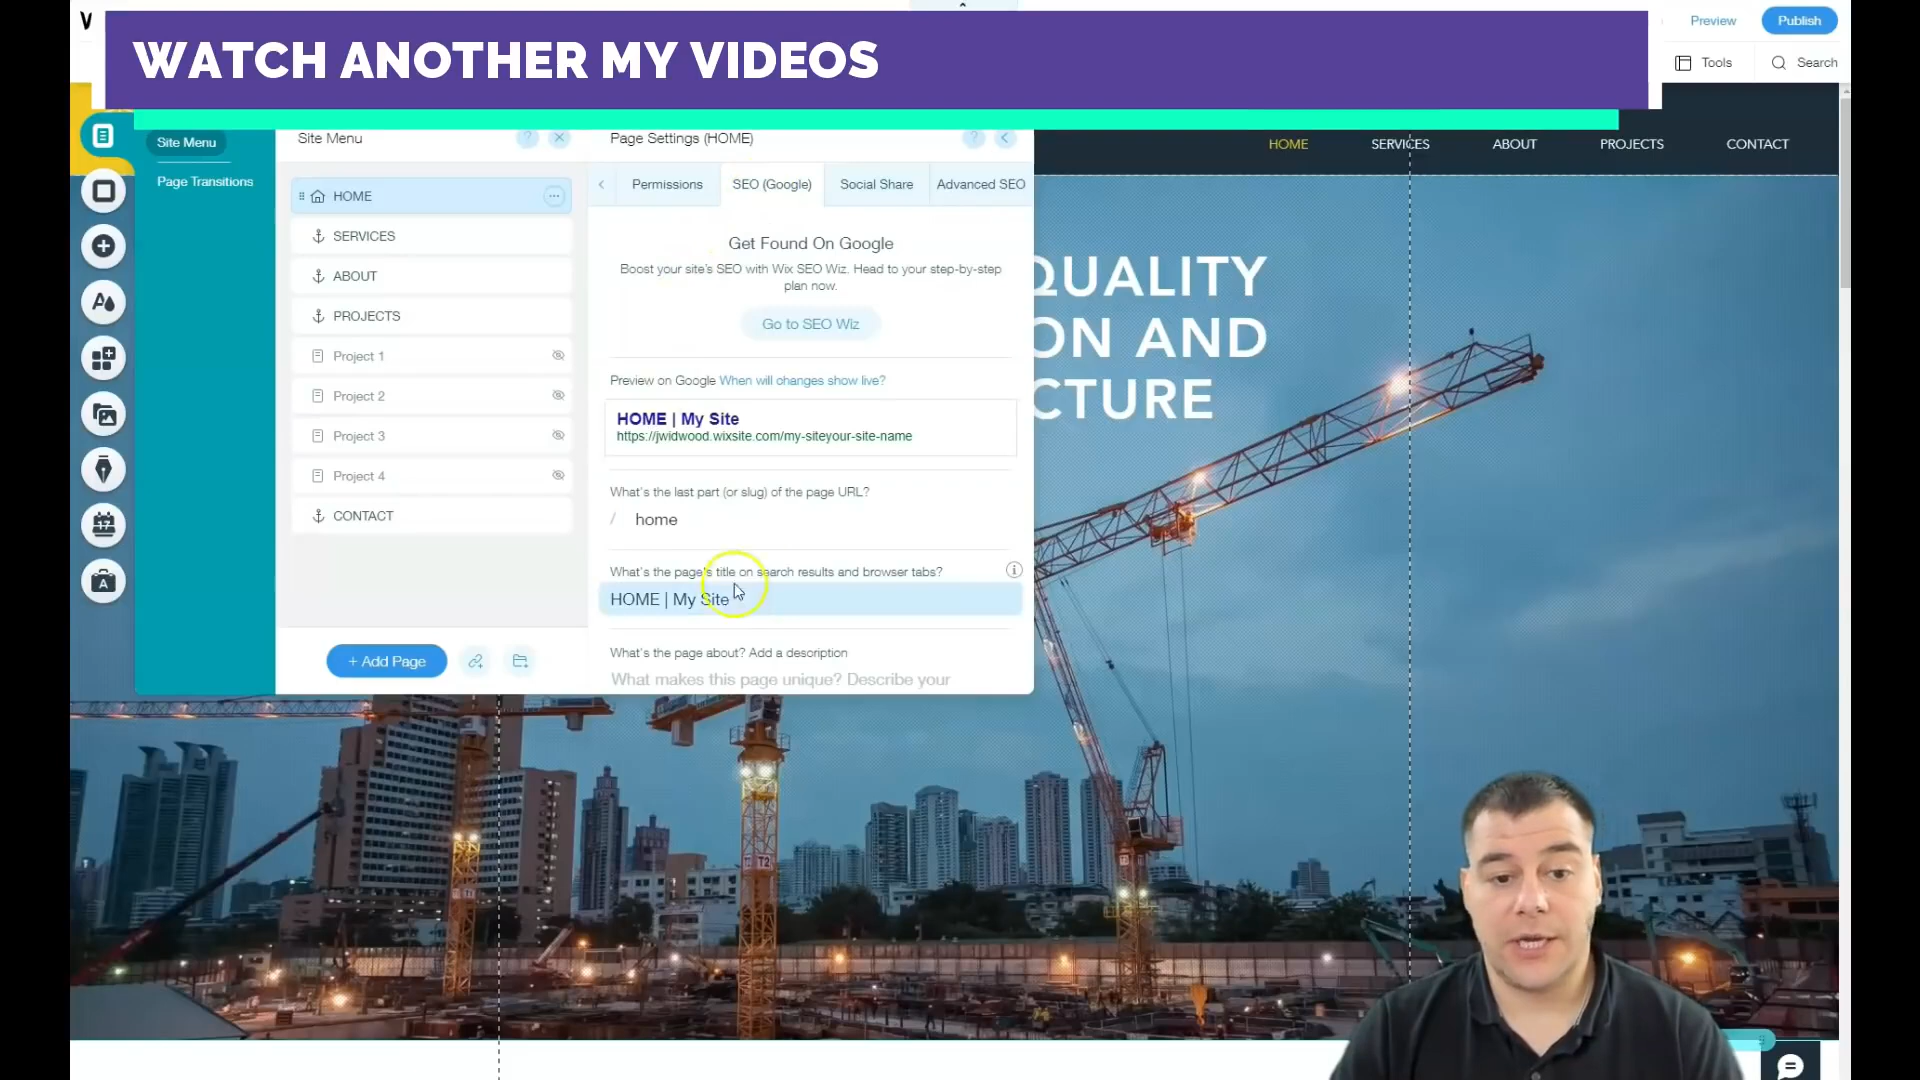 WATCH ANOTHER MY VIDEOS
Preview
Publish
Tools
Search
Site Menu
Page Transitions
Site Menu
?
Page Settings (HOME)
?
HOME
SERVICES
ABOUT
PROJECTS
CONTACT
HOME
SERVICES
ABOUT
PROJECTS
Project 1
Project 2
Project 3
Project 4
CONTACT
+ Add Page
Permissions
SEO (Google)
Social Share
Advanced SEO
Get Found On Google
Boost your site's SEO with Wix SEO Wiz. Head to your step-by-step
plan now.
Go to SEO Wiz
Preview on Google When will changes show live?
HOME | My Site
https://jwidwood.wixsite.com/my-siteyour-site-name
What's the last part (or slug) of the page URL?
/ home
What's the page's title on search results and browser tabs?
HOME | My Site
What's the page about? Add a description
What makes this page unique? Describe your
QUALITY
ON AND
CTURE
T2 T2